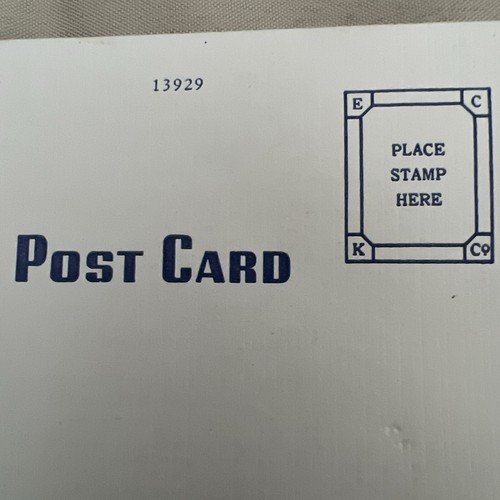 13929
E C
PLACE
STAMP
HERE
K Co
POST CARD